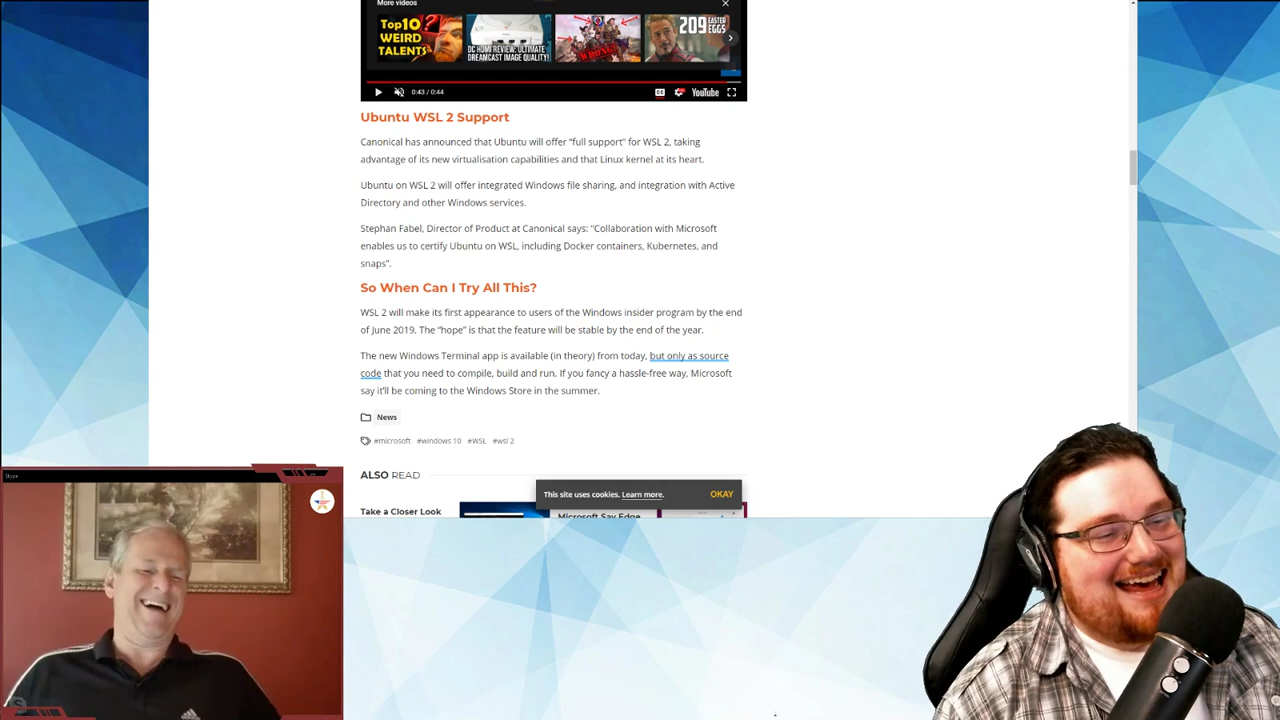 More videos
Top10
WEIRD
TALENTS
DC HDMI REVIEW: ULTIMATE
DREAMCAST IMAGE QUALITY!
WRONG!
209 EASTER
EGGS
0:43 / 0:44
YouTube
Ubuntu WSL 2 Support
Canonical has announced that Ubuntu will offer “full support” for WSL 2, taking
advantage of its new virtualisation capabilities and that Linux kernel at its heart.
Ubuntu on WSL 2 will offer integrated Windows file sharing, and integration with Active
Directory and other Windows services.
Stephan Fabel, Director of Product at Canonical says: “Collaboration with Microsoft
enables us to certify Ubuntu on WSL, including Docker containers, Kubernetes, and
snaps”.
So When Can I Try All This?
WSL 2 will make its first appearance to users of the Windows insider program by the end
of June 2019. The “hope” is that the feature will be stable by the end of the year.
The new Windows Terminal app is available (in theory) from today, but only as source
code that you need to compile, build and run. If you fancy a hassle-free way, Microsoft
say it’ll be coming to the Windows Store in the summer.
News
#microsoft #windows 10 #WSL #wsl 2
ALSO READ
This site uses cookies. Learn more. OKAY
Take a Closer Look
Microsoft Say Edge
Skype